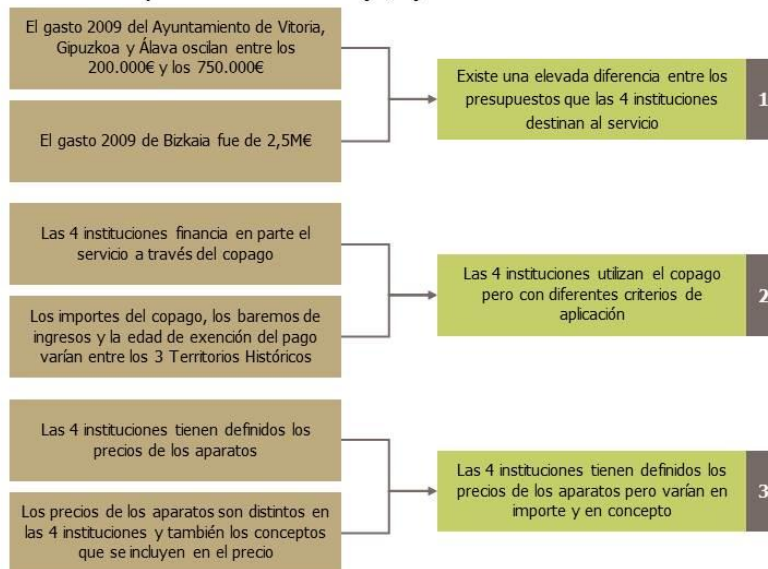 El gasto 2009 del Ayuntamiento de Vitoria,
Gipuzkoa y Álava oscilan entre los
200.000€ y los 750.000€
El gasto 2009 de Bizkaia fue de 2,5M€
Existe una elevada diferencia entre los
presupuestos que las 4 instituciones
destinan al servicio
1
Las 4 instituciones financia en parte el
servicio a través del copago
Los importes del copago, los baremos de
ingresos y la edad de exención del pago
varían entre los 3 Territorios Históricos
Las 4 instituciones utilizan el copago
pero con diferentes criterios de
aplicación
2
Las 4 instituciones tienen definidos los
precios de los aparatos
Los precios de los aparatos son distintos en
las 4 instituciones y también los conceptos
que se incluyen en el precio
Las 4 instituciones tienen definidos los
precios de los aparatos pero varían en
importe y en concepto
3